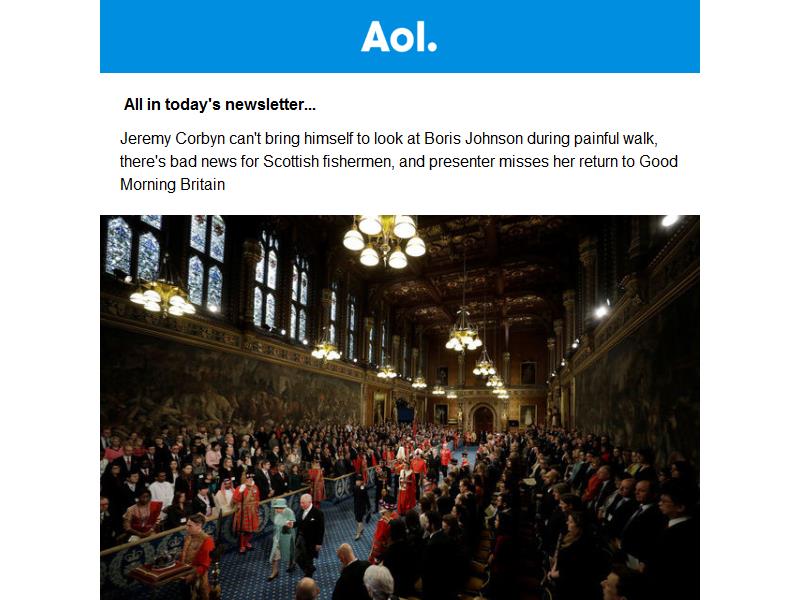 Aol.
All in today's newsletter...
Jeremy Corbyn can't bring himself to look at Boris Johnson during painful walk,
there's bad news for Scottish fishermen, and presenter misses her return to Good
Morning Britain